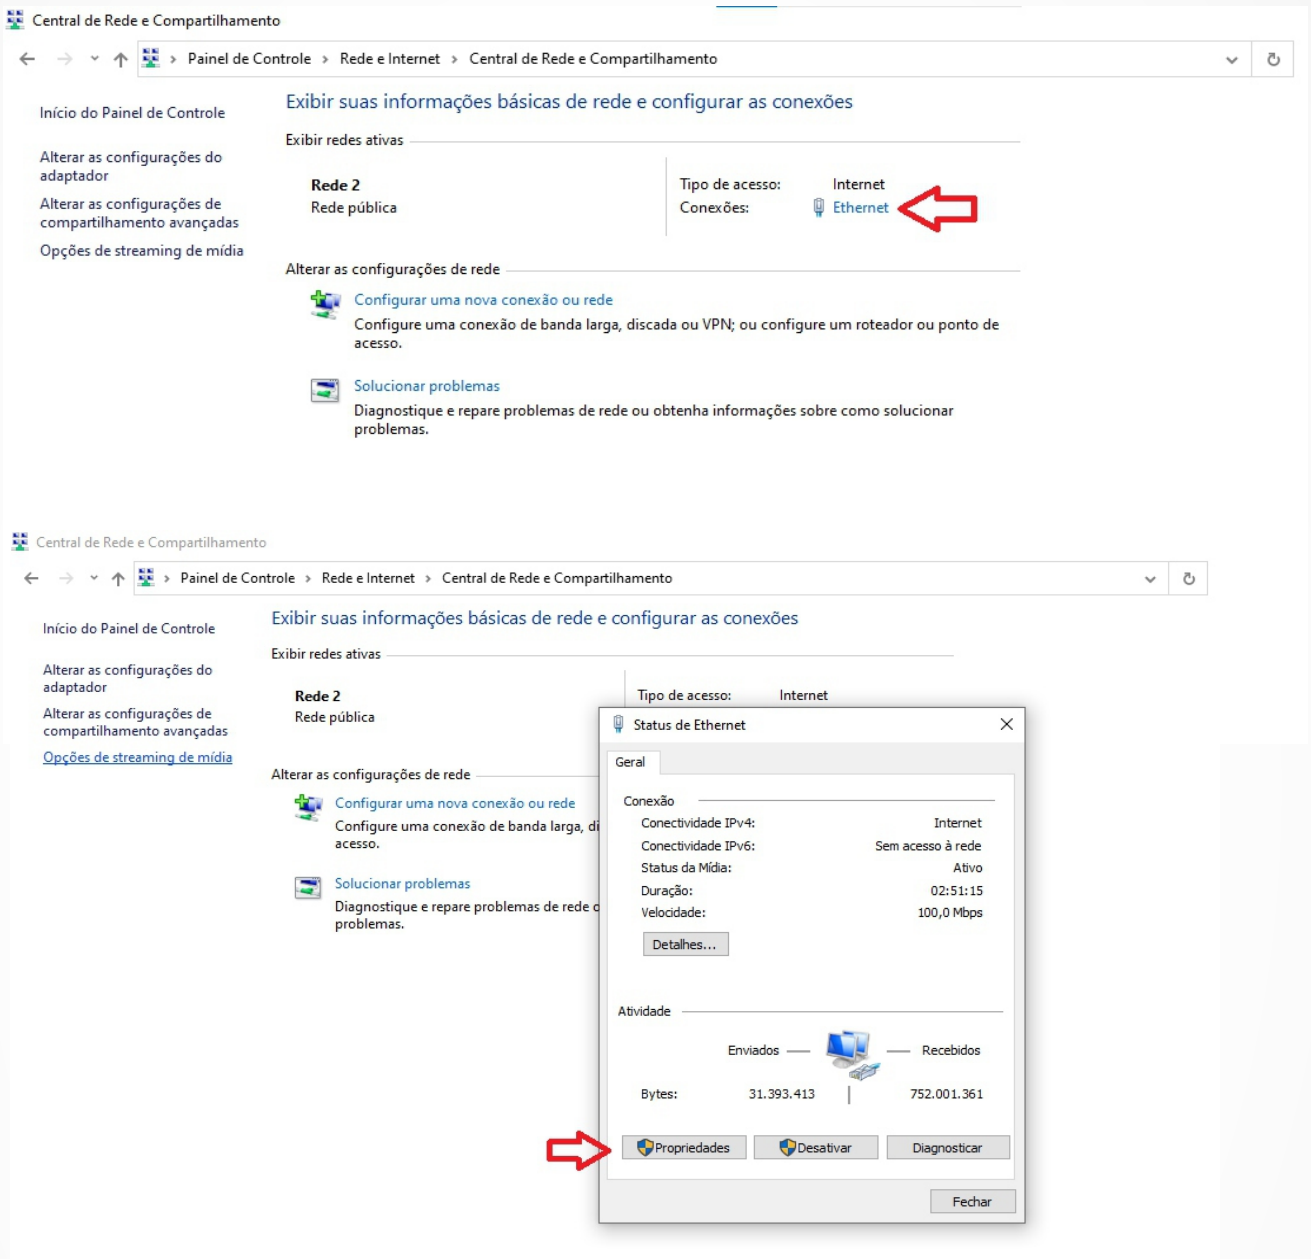 Central de Rede e Compartilhamento
Painel de Controle > Rede e Internet > Central de Rede e Compartilhamento
Início do Painel de Controle
Alterar as configurações do
adaptador
Alterar as configurações de
compartilhamento avançadas
Opções de streaming de mídia
Exibir suas informações básicas de rede e configurar as conexões
Exibir redes ativas
Rede 2
Rede pública
Tipo de acesso: Internet
Conexões: Ethernet
Alterar as configurações de rede
Configurar uma nova conexão ou rede
Configure uma conexão de banda larga, discada ou VPN; ou configure um roteador ou ponto de
acesso.
Solucionar problemas
Diagnostique e repare problemas de rede ou obtenha informações sobre como solucionar
problemas.
Central de Rede e Compartilhamento
Painel de Controle > Rede e Internet > Central de Rede e Compartilhamento
Início do Painel de Controle
Alterar as configurações do
adaptador
Alterar as configurações de
compartilhamento avançadas
Opções de streaming de mídia
Exibir suas informações básicas de rede e configurar as conexões
Exibir redes ativas
Rede 2
Rede pública
Tipo de acesso: Internet
Alterar as configurações de rede
Configurar uma nova conexão ou rede
Configure uma conexão de banda larga, di
acesso.
Solucionar problemas
Diagnostique e repare problemas de rede o
problemas.
Status de Ethernet
Geral
Conexão
Conectividade IPv4: Internet
Conectividade IPv6: Sem acesso à rede
Status da Mídia: Ativo
Duração: 02:51:15
Velocidade: 100,0 Mbps
Detalhes...
Atividade
Enviados — Recebidos
Bytes: 31.393.413 | 752.001.361
Propriedades Desativar Diagnosticar
Fechar